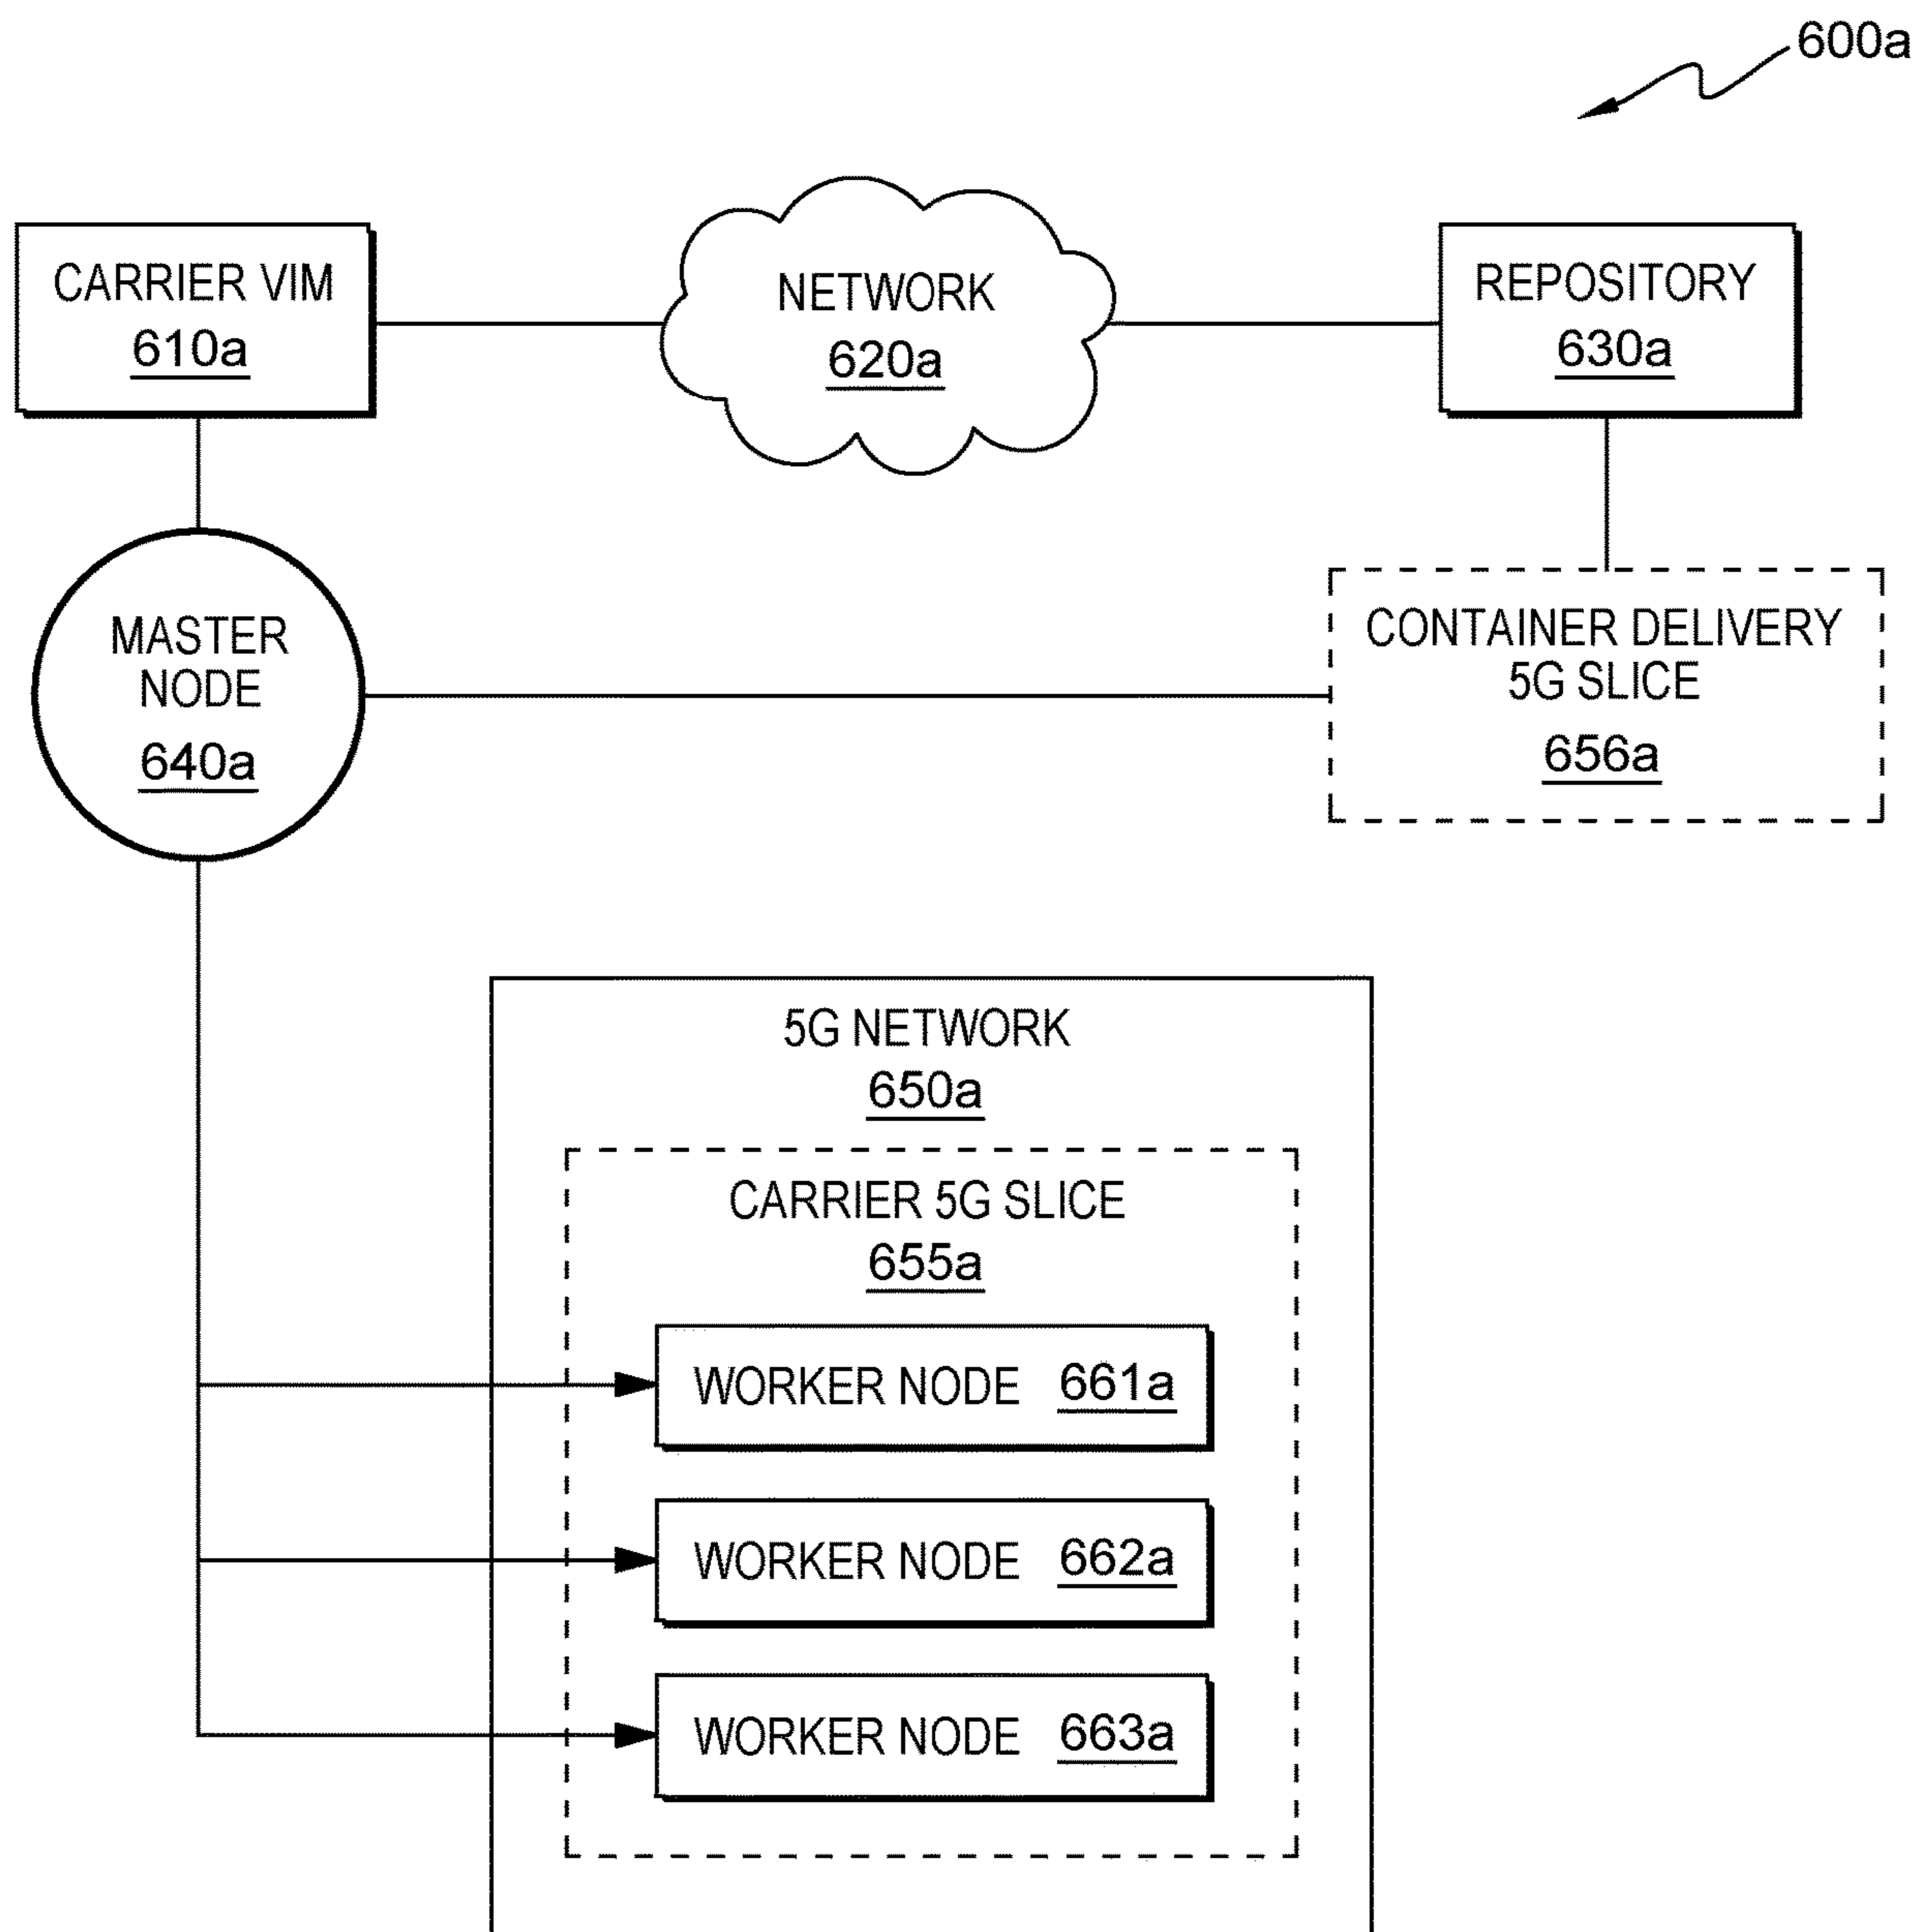 600a
CARRIER VIM
610a
NETWORK
620a
REPOSITORY
630a
MASTER
NODE
640a
CONTAINER DELIVERY
5G SLICE
656a
5G NETWORK
650a
CARRIER 5G SLICE
655a
WORKER NODE 661a
WORKER NODE 662a
WORKER NODE 663a